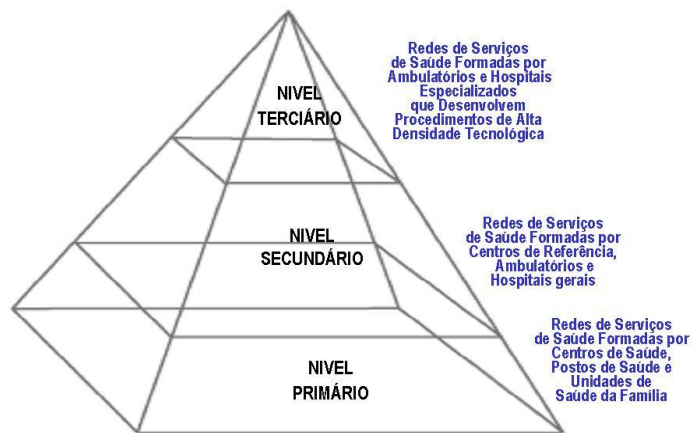 NIVEL
TERCIÁRIO
Redes de Serviços
de Saúde Formadas por
Ambulatórios e Hospitais
Especializados
que Desenvolvem
Procedimentos de Alta
Densidade Tecnológica
NIVEL
SECUNDÁRIO
Redes de Serviços
de Saúde Formadas por
Centros de Referência,
Ambulatórios e
Hospitais gerais
NIVEL
PRIMÁRIO
Redes de Serviços
de Saúde Formadas por
Centros de Saúde,
Postos de Saúde e
Unidades de
Saúde da Família